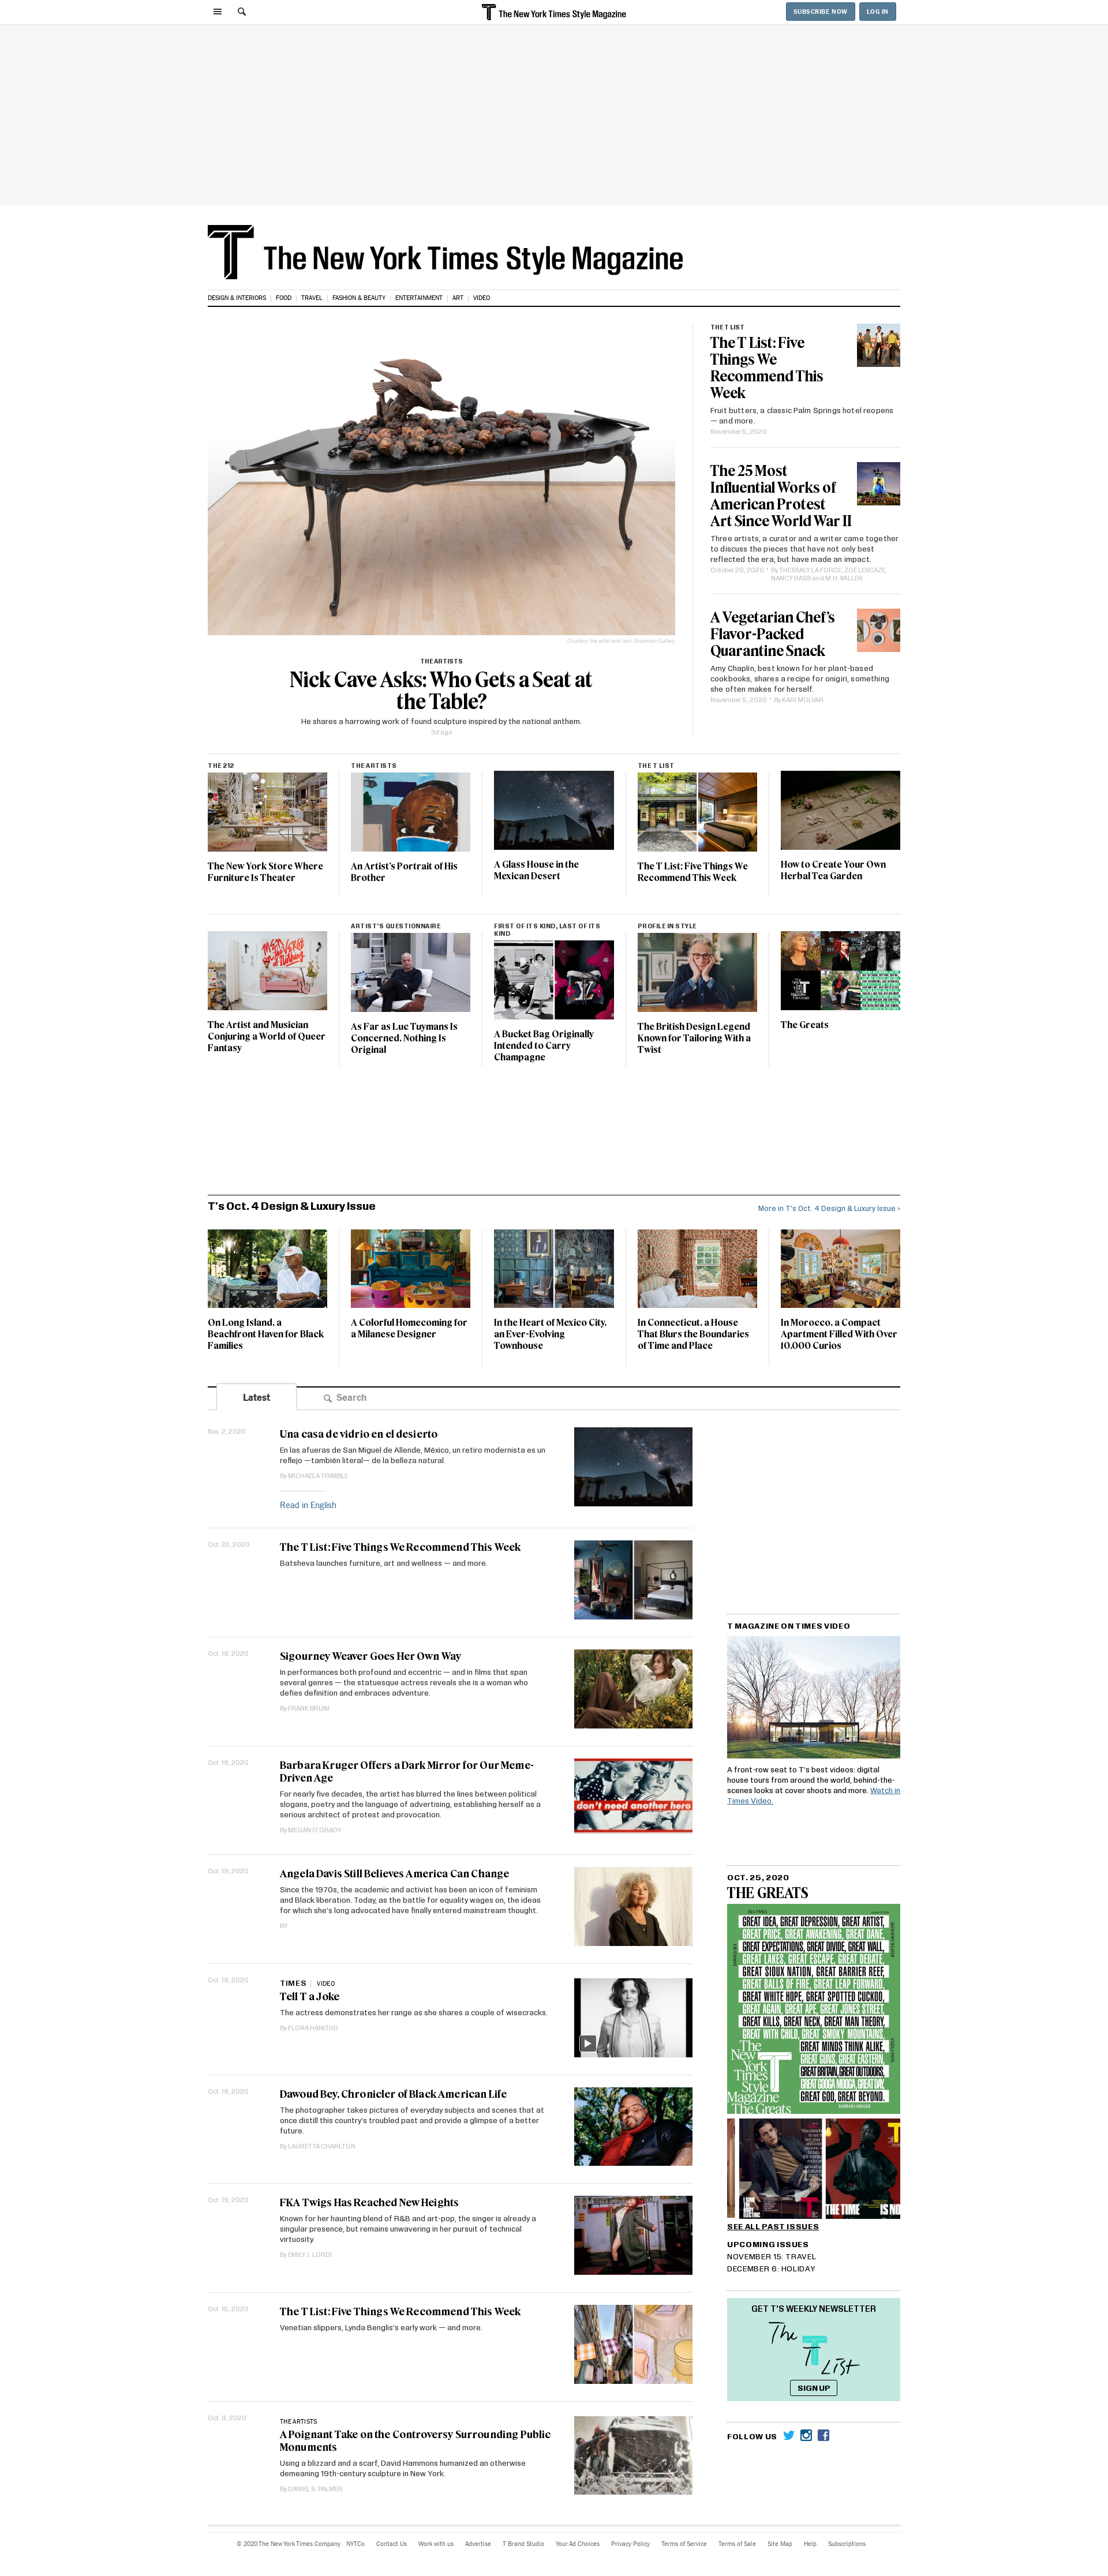 The New York Times Style Magazine
SUBSCRIBE NOW
LOG IN
The New York Times Style Magazine
DESIGN & INTERIORS
FOOD
TRAVEL
FASHION & BEAUTY
ENTERTAINMENT
ART
VIDEO
Courtesy the artist and Jack Shainman Gallery
THE ARTISTS
Nick Cave Asks: Who Gets a Seat at
the Table?
He shares a harrowing work of found sculpture inspired by the national anthem.
3d ago
THE T LIST
The T List: Five
Things We
Recommend This
Week
Fruit butters, a classic Palm Springs hotel reopens
— and more.
November 5, 2020
The 25 Most
Influential Works of
American Protest
Art Since World War II
Three artists, a curator and a writer came together
to discuss the pieces that have not only best
reflected the era, but have made an impact.
October 29, 2020 • By THESSALY LA FORCE, ZOË LESCAZE,
NANCY HASS and M.H. MILLER
A Vegetarian Chef's
Flavor-Packed
Quarantine Snack
Amy Chaplin, best known for her plant-based
cookbooks, shares a recipe for onigiri, something
she often makes for herself.
November 5, 2020 • By KARI MOLVAR
THE 212
The New York Store Where
Furniture Is Theater
THE ARTISTS
An Artist's Portrait of His
Brother
A Glass House in the
Mexican Desert
THE T LIST
The T List: Five Things We
Recommend This Week
How to Create Your Own
Herbal Tea Garden
The Artist and Musician
Conjuring a World of Queer
Fantasy
ARTIST'S QUESTIONNAIRE
As Far as Luc Tuymans Is
Concerned, Nothing Is
Original
FIRST OF ITS KIND, LAST OF ITS
KIND
A Bucket Bag Originally
Intended to Carry
Champagne
PROFILE IN STYLE
The British Design Legend
Known for Tailoring With a
Twist
The Greats
T's Oct. 4 Design & Luxury Issue
More in T's Oct. 4 Design & Luxury Issue ›
On Long Island, a
Beachfront Haven for Black
Families
A Colorful Homecoming for
a Milanese Designer
In the Heart of Mexico City,
an Ever-Evolving
Townhouse
In Connecticut, a House
That Blurs the Boundaries
of Time and Place
In Morocco, a Compact
Apartment Filled With Over
10,000 Curios
Latest
Search
Nov. 2, 2020
Una casa de vidrio en el desierto
En las afueras de San Miguel de Allende, México, un retiro modernista es un
reflejo —también literal— de la belleza natural.
By MICHAELA TRIMBLE
Read in English
Oct. 22, 2020
The T List: Five Things We Recommend This Week
Batsheva launches furniture, art and wellness — and more.
Oct. 19, 2020
Sigourney Weaver Goes Her Own Way
In performances both profound and eccentric — and in films that span
several genres — the statuesque actress reveals she is a woman who
defies definition and embraces adventure.
By FRANK BRUNI
Oct. 19, 2020
Barbara Kruger Offers a Dark Mirror for Our Meme-
Driven Age
For nearly five decades, the artist has blurred the lines between political
slogans, poetry and the language of advertising, establishing herself as a
serious architect of protest and provocation.
By MEGAN O'GRADY
don't need another hero
Oct. 19, 2020
Angela Davis Still Believes America Can Change
Since the 1970s, the academic and activist has been an icon of feminism
and Black liberation. Today, as the battle for equality wages on, the ideas
for which she's long advocated have finally entered mainstream thought.
BY
Oct. 19, 2020
TIMES | VIDEO
Tell T a Joke
The actress demonstrates her range as she shares a couple of wisecracks.
By FLORA HANITIJO
Oct. 19, 2020
Dawoud Bey, Chronicler of Black American Life
The photographer takes pictures of everyday subjects and scenes that at
once distill this country's troubled past and provide a glimpse of a better
future.
By LAURETTA CHARLTON
Oct. 19, 2020
FKA Twigs Has Reached New Heights
Known for her haunting blend of R&B and art-pop, the singer is already a
singular presence, but remains unwavering in her pursuit of technical
virtuosity.
By EMILY J. LORDI
Oct. 15, 2020
The T List: Five Things We Recommend This Week
Venetian slippers, Lynda Benglis's early work — and more.
Oct. 9, 2020
THE ARTISTS
A Poignant Take on the Controversy Surrounding Public
Monuments
Using a blizzard and a scarf, David Hammons humanized an otherwise
demeaning 19th-century sculpture in New York.
By DANIEL S. PALMER
T MAGAZINE ON TIMES VIDEO
A front-row seat to T's best videos: digital
house tours from around the world, behind-the-
scenes looks at cover shoots and more. Watch in
Times Video.
OCT. 25, 2020
THE GREATS
GREAT IDEA, GREAT DEPRESSION, GREAT ARTIST,
GREAT PRICE, GREAT AWAKENING, GREAT DANE,
GREAT EXPECTATIONS, GREAT DIVIDE, GREAT WALL,
GREAT LAKES, GREAT ESCAPE, GREAT DEBATE,
GREAT SIOUX NATION, GREAT BARRIER REEF,
GREAT BALLS OF FIRE, GREAT LEAP FORWARD,
GREAT WHITE HOPE, GREAT SPOTTED CUCKOO,
GREAT AGAIN, GREAT APE, GREAT JONES STREET,
GREAT KILLS, GREAT NECK, GREAT MAN THEORY,
GREAT WITH CHILD, GREAT SMOKY MOUNTAINS,
GREAT MINDS THINK ALIKE,
GREAT GUNS, GREAT EASTERN,
GREAT BRITAIN, GREAT OUTDOORS,
GREAT GOOGA MOOGA, GREAT DAY,
GREAT GOD, GREAT BEYOND.
The
New
York
Times
Style
Magazine
The Greats
BARBARA KRUGER
THE TIME IS NO
SEE ALL PAST ISSUES
UPCOMING ISSUES
NOVEMBER 15: TRAVEL
DECEMBER 6: HOLIDAY
GET T'S WEEKLY NEWSLETTER
The
T
List
SIGN UP
FOLLOW US
© 2020 The New York Times Company
NYTCo
Contact Us
Work with us
Advertise
T Brand Studio
Your Ad Choices
Privacy Policy
Terms of Service
Terms of Sale
Site Map
Help
Subscriptions